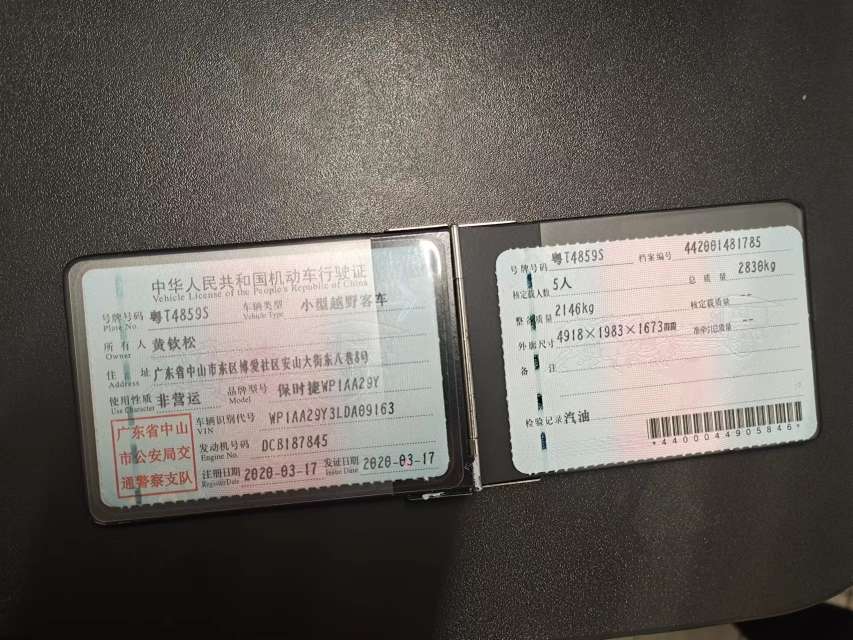 中华人民共和国机动车行驶证
Vehicle License of the People's Republic of China
号牌号码 粤T4859S 车辆类型 小型越野客车
Plate No. Vehicle Type
所有人 黄钦松
Owner
住址 广东省中山市东区博爱社区安山大街东八巷8号
Address
使用性质 非营运 品牌型号 保时捷WP1AA29Y
Use Character Model
车辆识别代号 WP1AA29Y3LDA09163
VIN
发动机号码 DCB187845
Engine No.
注册日期 2020-03-17 发证日期 2020-03-17
Register Date Issue Date
广东省中山
市公安局交
通警察支队
号牌号码 粤T4859S 档案编号 442001481785
核定载人数 5人 总质量 2830kg
整备质量 2146kg 核定载质量 --
外廓尺寸 4918×1983×1673mm 准牵引总质量 --
备注
检验记录 汽油
*4400044905846*